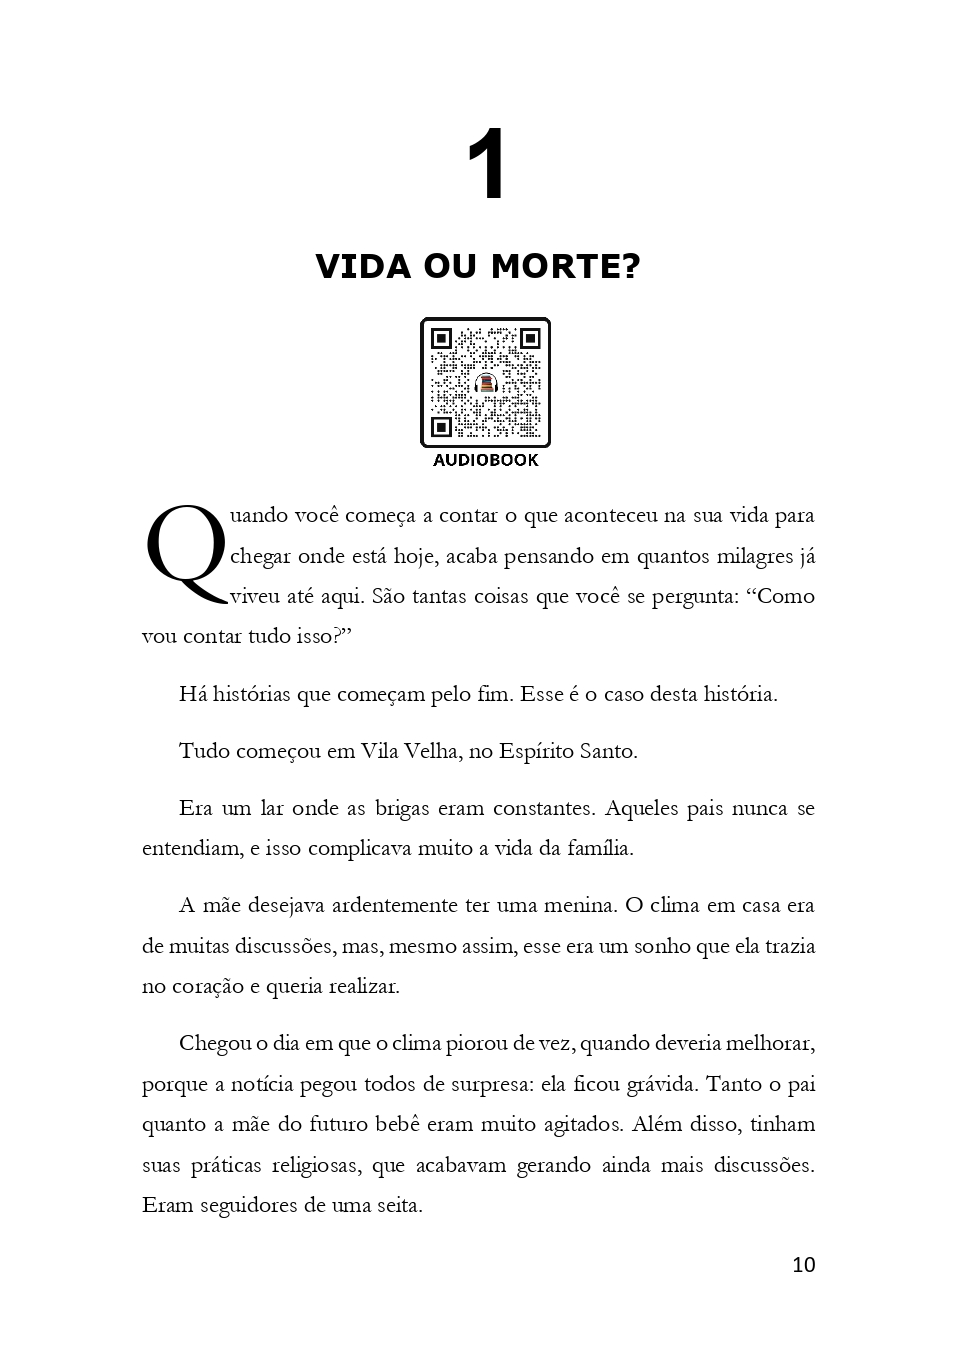 1
VIDA OU MORTE?
AUDIOBOOK
Quando você começa a contar o que aconteceu na sua vida para
chegar onde está hoje, acaba pensando em quantos milagres já
viveu até aqui. São tantas coisas que você se pergunta: “Como
vou contar tudo isso?”
Há histórias que começam pelo fim. Esse é o caso desta história.
Tudo começou em Vila Velha, no Espírito Santo.
Era um lar onde as brigas eram constantes. Aqueles pais nunca se
entendiam, e isso complicava muito a vida da família.
A mãe desejava ardentemente ter uma menina. O clima em casa era
de muitas discussões, mas, mesmo assim, esse era um sonho que ela trazia
no coração e queria realizar.
Chegou o dia em que o clima piorou de vez, quando deveria melhorar,
porque a notícia pegou todos de surpresa: ela ficou grávida. Tanto o pai
quanto a mãe do futuro bebê eram muito agitados. Além disso, tinham
suas práticas religiosas, que acabavam gerando ainda mais discussões.
Eram seguidores de uma seita.
10